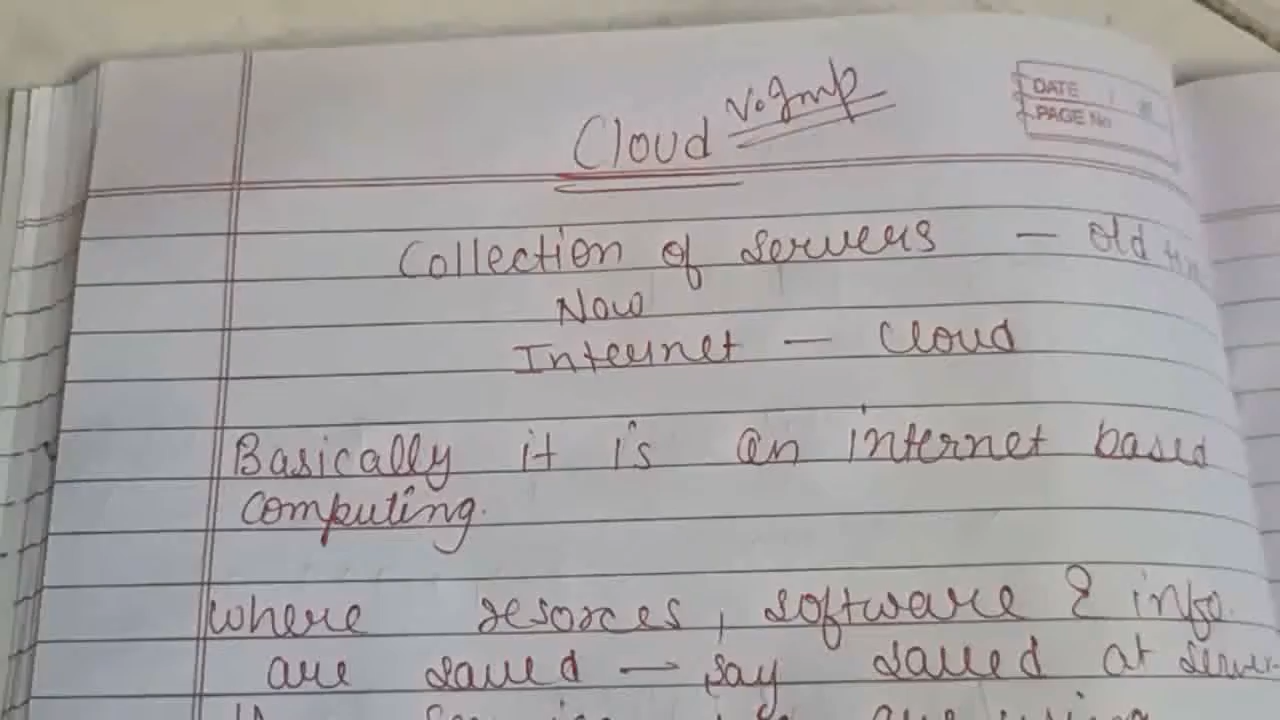 Cloud V.Imp
DATE
PAGE No
Collection of servers — old
Now
Internet — Cloud
Basically it is an internet based
computing.
where resorces, software & info.
are saved — say saved at